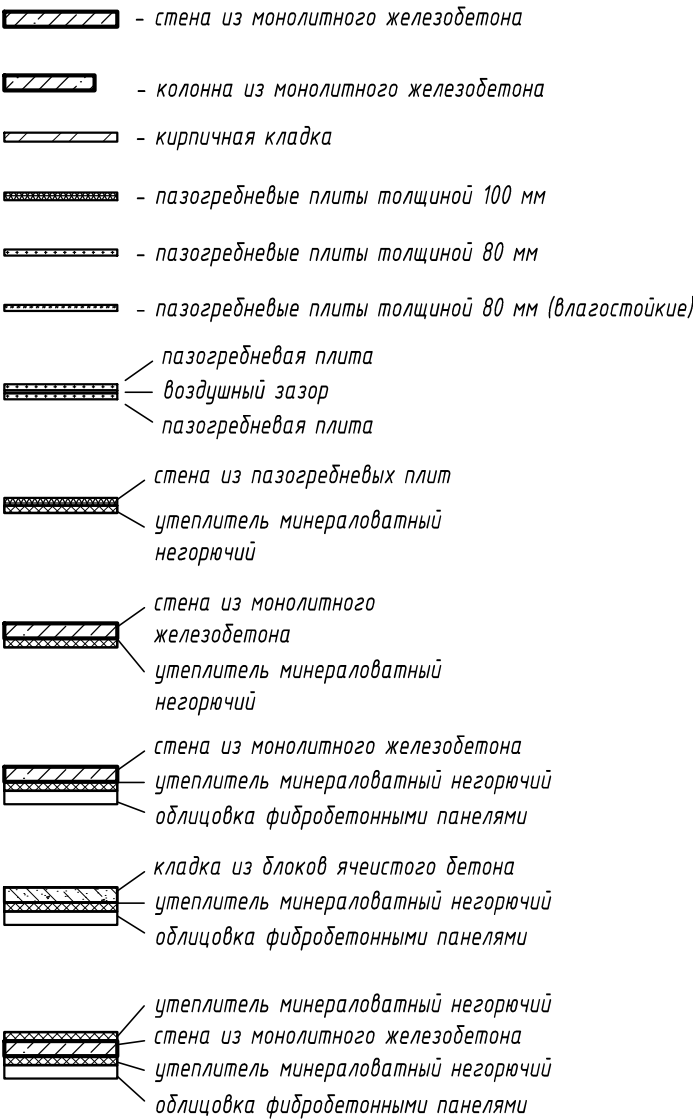 - стена из монолитного железобетона
- колонна из монолитного железобетона
- кирпичная кладка
- пазогребневые плиты толщиной 100 мм
- пазогребневые плиты толщиной 80 мм
- пазогребневые плиты толщиной 80 мм (влагостойкие)
пазогребневая плита
воздушный зазор
пазогребневая плита
стена из пазогребневых плит
утеплитель минераловатный
негорючий
стена из монолитного
железобетона
утеплитель минераловатный
негорючий
стена из монолитного железобетона
утеплитель минераловатный негорючий
облицовка фибробетонными панелями
кладка из блоков ячеистого бетона
утеплитель минераловатный негорючий
облицовка фибробетонными панелями
утеплитель минераловатный негорючий
стена из монолитного железобетона
утеплитель минераловатный негорючий
облицовка фибробетонными панелями